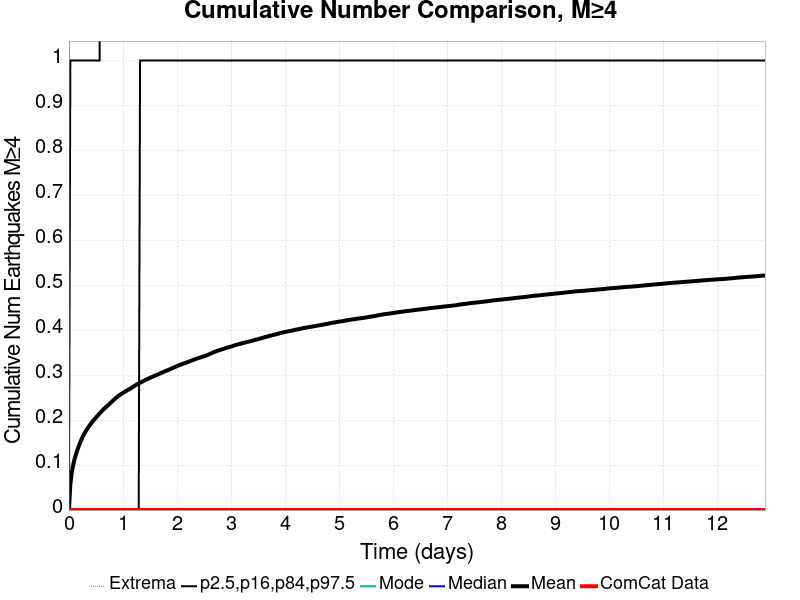 Cumulative Number Comparison, M≥4
Cumulative Num Earthquakes M≥4
1
0.9
0.8
0.7
0.6
0.5
0.4
0.3
0.2
0.1
0
0 1 2 3 4 5 6 7 8 9 10 11 12
Time (days)
Extrema p2.5,p16,p84,p97.5 Mode Median Mean ComCat Data